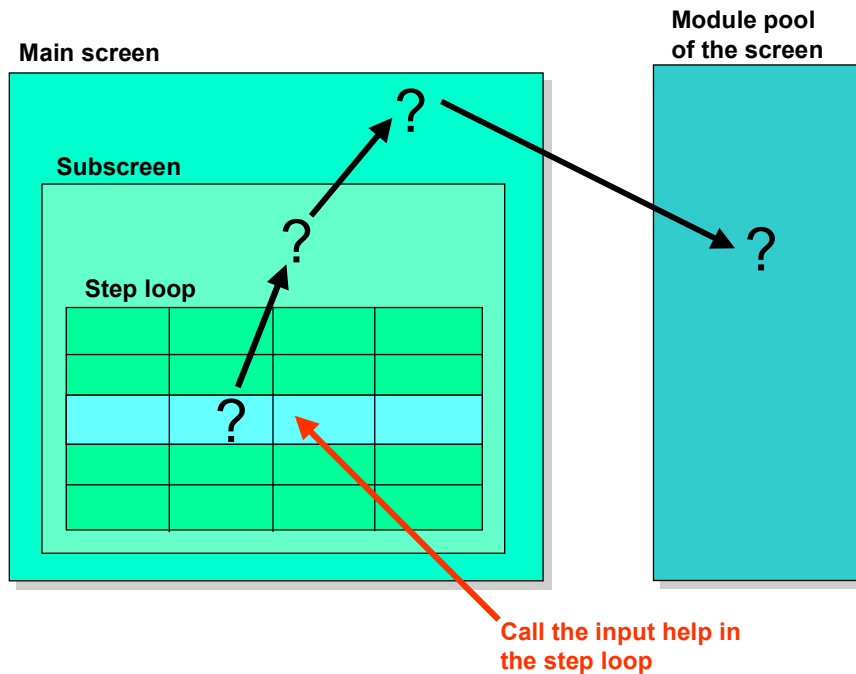 Module pool
of the screen
Main screen
?
Subscreen
?
?
Step loop
?
Call the input help in
the step loop